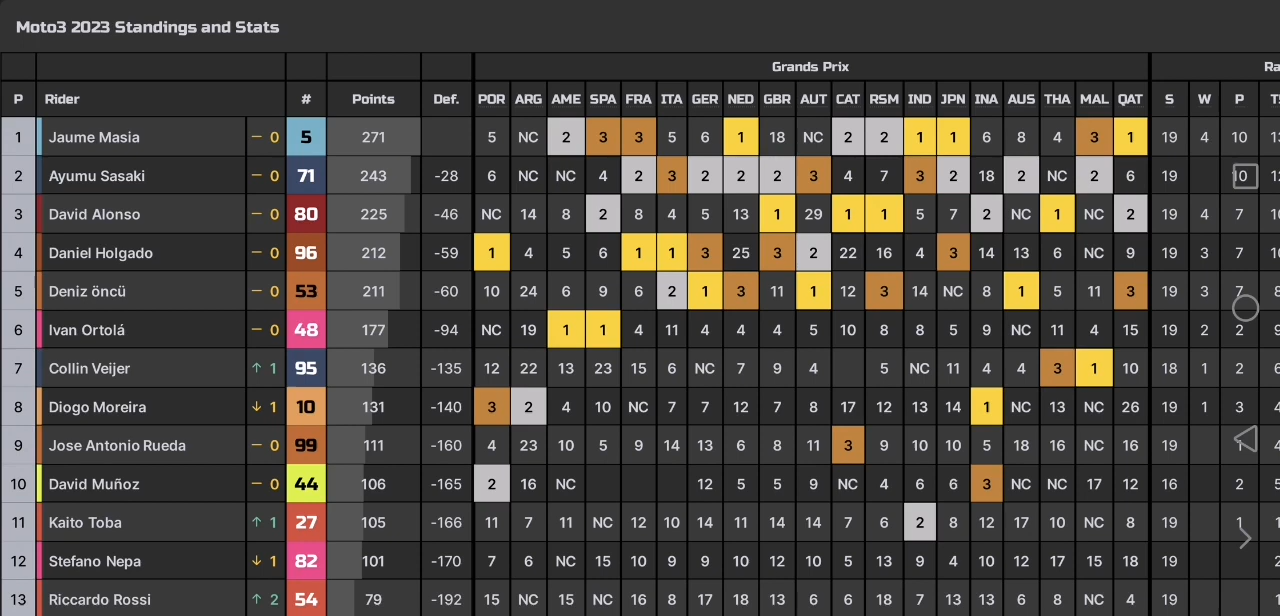 Moto3 2023 Standings and Stats
Grands Prix Ra
P Rider # Points Def. POR ARG AME SPA FRA ITA GER NED GBR AUT CAT RSM IND JPN INA AUS THA MAL QAT S W P
1 Jaume Masia — 0 5 271 5 NC 2 3 3 5 6 1 18 NC 2 2 1 1 6 8 4 3 1 19 4 10
2 Ayumu Sasaki — 0 71 243 -28 6 NC NC 4 2 3 2 2 2 3 4 7 3 2 18 2 NC 2 6 19 10
3 David Alonso — 0 80 225 -46 NC 14 8 2 8 4 5 13 1 29 1 1 5 7 2 NC 1 NC 2 19 4 7
4 Daniel Holgado — 0 96 212 -59 1 4 5 6 1 1 3 25 3 2 22 16 4 3 14 13 6 NC 9 19 3 7
5 Deniz öncü — 0 53 211 -60 10 24 6 9 6 2 1 3 11 1 12 3 14 NC 8 1 5 11 3 19 3 7
6 Ivan Ortolá — 0 48 177 -94 NC 19 1 1 4 11 4 4 4 5 10 8 8 5 9 NC 11 4 15 19 2 2
7 Collin Veijer ↑ 1 95 136 -135 12 22 13 23 15 6 NC 7 9 4 5 NC 11 4 4 3 1 10 18 1 2
8 Diogo Moreira ↓ 1 10 131 -140 3 2 4 10 NC 7 7 12 7 8 17 12 13 14 1 NC 13 NC 26 19 1 3
9 Jose Antonio Rueda — 0 99 111 -160 4 23 10 5 9 14 13 6 8 11 3 9 10 10 5 18 16 NC 16 19 1
10 David Muñoz — 0 44 106 -165 2 16 NC 12 5 5 9 NC 4 6 6 3 NC NC 17 12 16 2
11 Kaito Toba ↑ 1 27 105 -166 11 7 11 NC 12 10 14 11 14 14 7 6 2 8 12 17 10 NC 8 19 1
12 Stefano Nepa ↓ 1 82 101 -170 7 6 NC 15 10 9 9 10 12 10 5 13 9 4 10 12 17 15 18 19
13 Riccardo Rossi ↑ 2 54 79 -192 15 NC 15 NC 16 8 17 18 13 6 6 18 7 13 13 6 8 NC 4 19